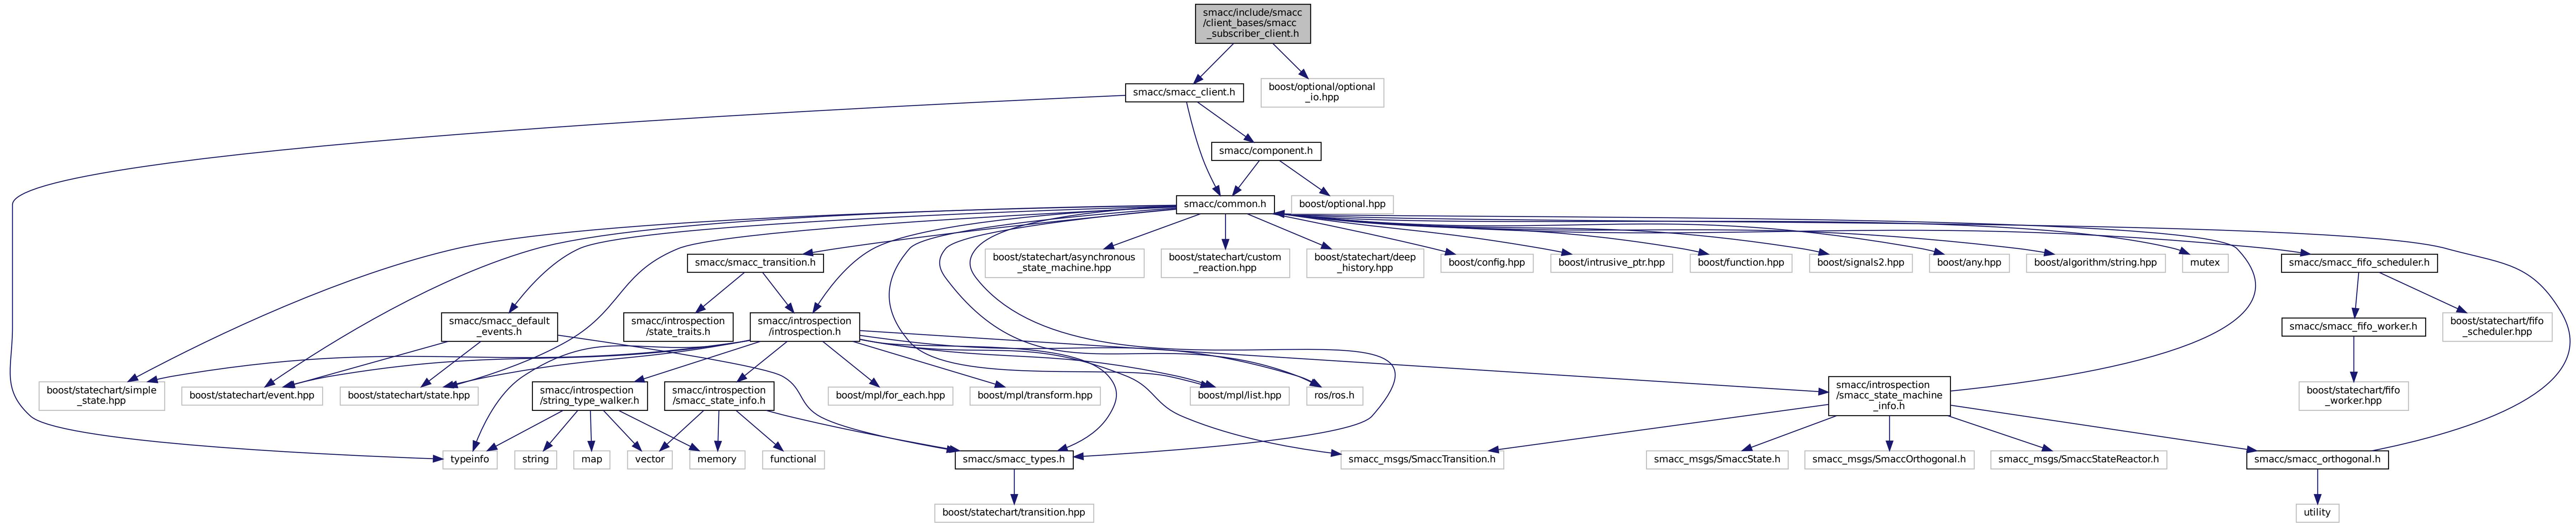 smacc/include/smacc
/client_bases/smacc
_subscriber_client.h
smacc/smacc_client.h
boost/optional/optional
_io.hpp
smacc/component.h
smacc/common.h
boost/optional.hpp
smacc/smacc_transition.h
boost/statechart/asynchronous
_state_machine.hpp
boost/statechart/custom
_reaction.hpp
boost/statechart/deep
_history.hpp
boost/config.hpp
boost/intrusive_ptr.hpp
boost/function.hpp
boost/signals2.hpp
boost/any.hpp
boost/algorithm/string.hpp
mutex
smacc/smacc_fifo_scheduler.h
smacc/smacc_default
_events.h
smacc/introspection
/state_traits.h
smacc/introspection
/introspection.h
smacc/smacc_fifo_worker.h
boost/statechart/fifo
_scheduler.hpp
boost/statechart/simple
_state.hpp
boost/statechart/event.hpp
boost/statechart/state.hpp
smacc/introspection
/string_type_walker.h
smacc/introspection
/smacc_state_info.h
boost/mpl/for_each.hpp
boost/mpl/transform.hpp
boost/mpl/list.hpp
ros/ros.h
smacc/introspection
/smacc_state_machine
_info.h
boost/statechart/fifo
_worker.hpp
typeinfo
string
map
vector
memory
functional
smacc/smacc_types.h
smacc_msgs/SmaccTransition.h
smacc_msgs/SmaccState.h
smacc_msgs/SmaccOrthogonal.h
smacc_msgs/SmaccStateReactor.h
smacc/smacc_orthogonal.h
boost/statechart/transition.hpp
utility